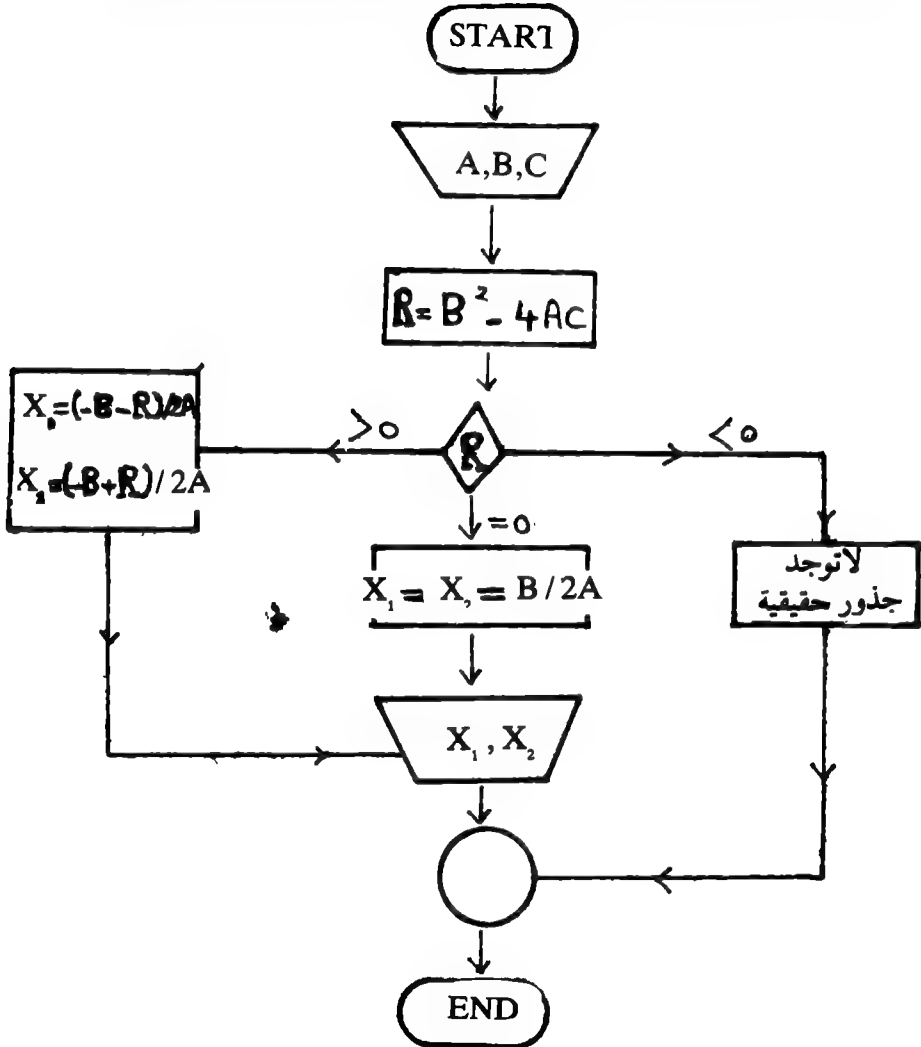 START
A,B,C
R= B² - 4AC
>0
R
<0
X₁=(-B-R)/2A
X₂=(-B+R)/2A
=0
X₁ = X₂ = B/2A
لاتوجد
جذور حقيقية
X₁ , X₂
END